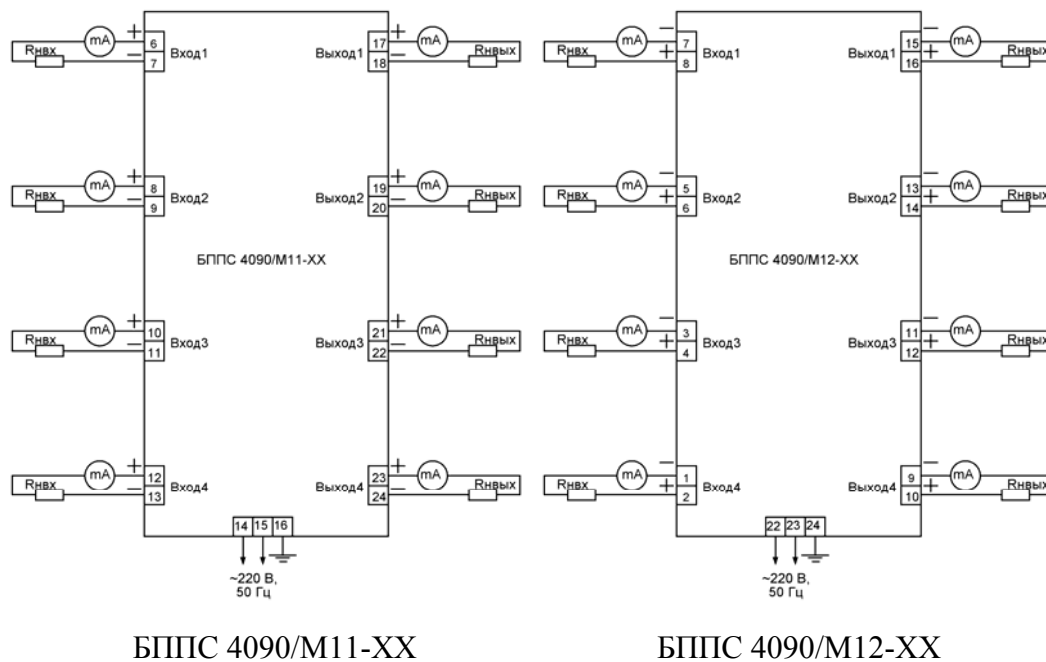 Rнвх mA + 6 Вход1 Выход1 17 + mA Rнвых
− 7 18 −
Rнвх mA + 8 Вход2 Выход2 19 + mA Rнвых
− 9 20 −
БППС 4090/М11-ХХ
Rнвх mA + 10 Вход3 Выход3 21 + mA Rнвых
− 11 22 −
Rнвх mA + 12 Вход4 Выход4 23 + mA Rнвых
− 13 24 −
14 15 16
~220 В,
50 Гц
Rнвх mA − 7 Вход1 Выход1 15 − mA Rнвых
+ 8 16 +
Rнвх mA − 5 Вход2 Выход2 13 − mA Rнвых
+ 6 14 +
БППС 4090/М12-ХХ
Rнвх mA − 3 Вход3 Выход3 11 − mA Rнвых
+ 4 12 +
Rнвх mA − 1 Вход4 Выход4 9 − mA Rнвых
+ 2 10 +
22 23 24
~220 В,
50 Гц
БППС 4090/М11-ХХ
БППС 4090/М12-ХХ